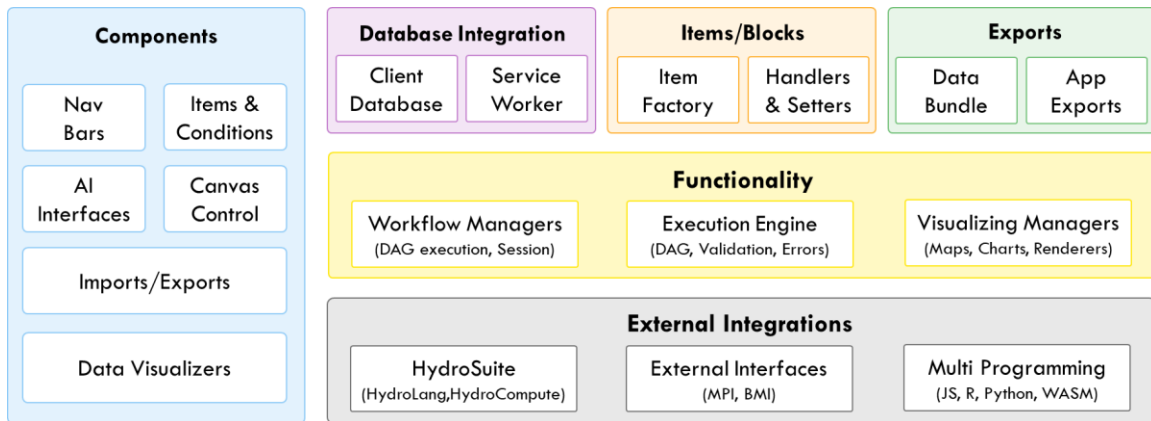 Components
Nav
Bars
Items &
Conditions
AI
Interfaces
Canvas
Control
Imports/Exports
Data Visualizers
Database Integration
Client
Database
Service
Worker
Items/Blocks
Item
Factory
Handlers
& Setters
Exports
Data
Bundle
App
Exports
Functionality
Workflow Managers
(DAG execution, Session)
Execution Engine
(DAG, Validation, Errors)
Visualizing Managers
(Maps, Charts, Renderers)
External Integrations
HydroSuite
(HydroLang,HydroCompute)
External Interfaces
(MPI, BMI)
Multi Programming
(JS, R, Python, WASM)